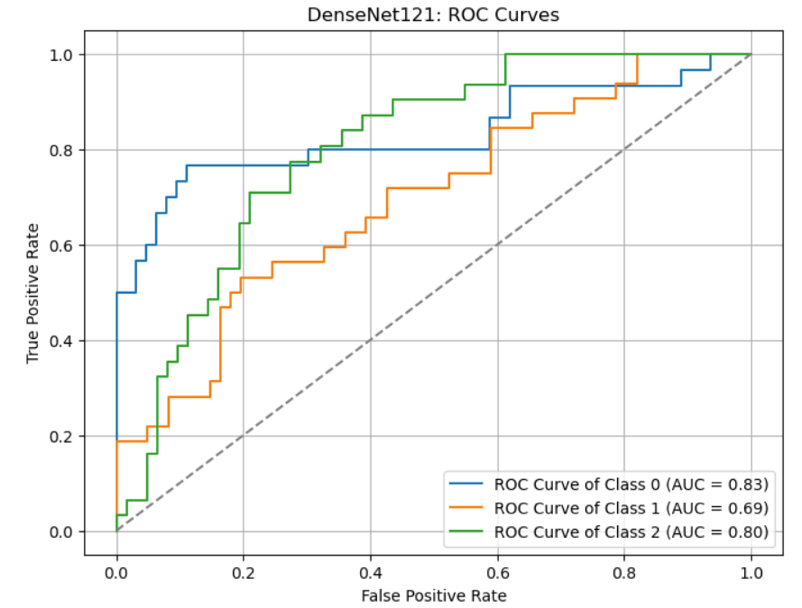 DenseNet121: ROC Curves
True Positive Rate
1.0
0.8
0.6
0.4
0.2
0.0
ROC Curve of Class 0 (AUC = 0.83)
ROC Curve of Class 1 (AUC = 0.69)
ROC Curve of Class 2 (AUC = 0.80)
0.0 0.2 0.4 0.6 0.8 1.0
False Positive Rate